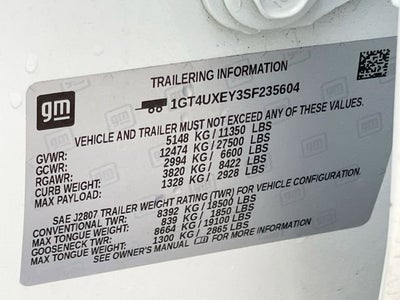 gm
TRAILERING INFORMATION
1GT4UXEY3SF235604
VEHICLE AND TRAILER MUST NOT EXCEED ANY OF THESE VALUES.
GVWR: 5148 KG/11350 LBS
GCWR: 12474 KG/27500 LBS
RGAWR: 2994 KG/ 6600 LBS
CURB WEIGHT: 3820 KG/ 8422 LBS
MAX PAYLOAD: 1328 KG/ 2928 LBS
SAE J2807 TRAILER WEIGHT RATING (TWR) FOR VEHICLE CONFIGURATION.
CONVENTIONAL TWR: 8392 KG/18500 LBS
MAX TONGUE WEIGHT: 839 KG/ 1850 LBS
GOOSENECK TWR: 8664 KG/19100 LBS
MAX TONGUE WEIGHT: 1300 KG/ 2865 LBS
SEE OWNER'S MANUAL FOR MORE INFORMATION